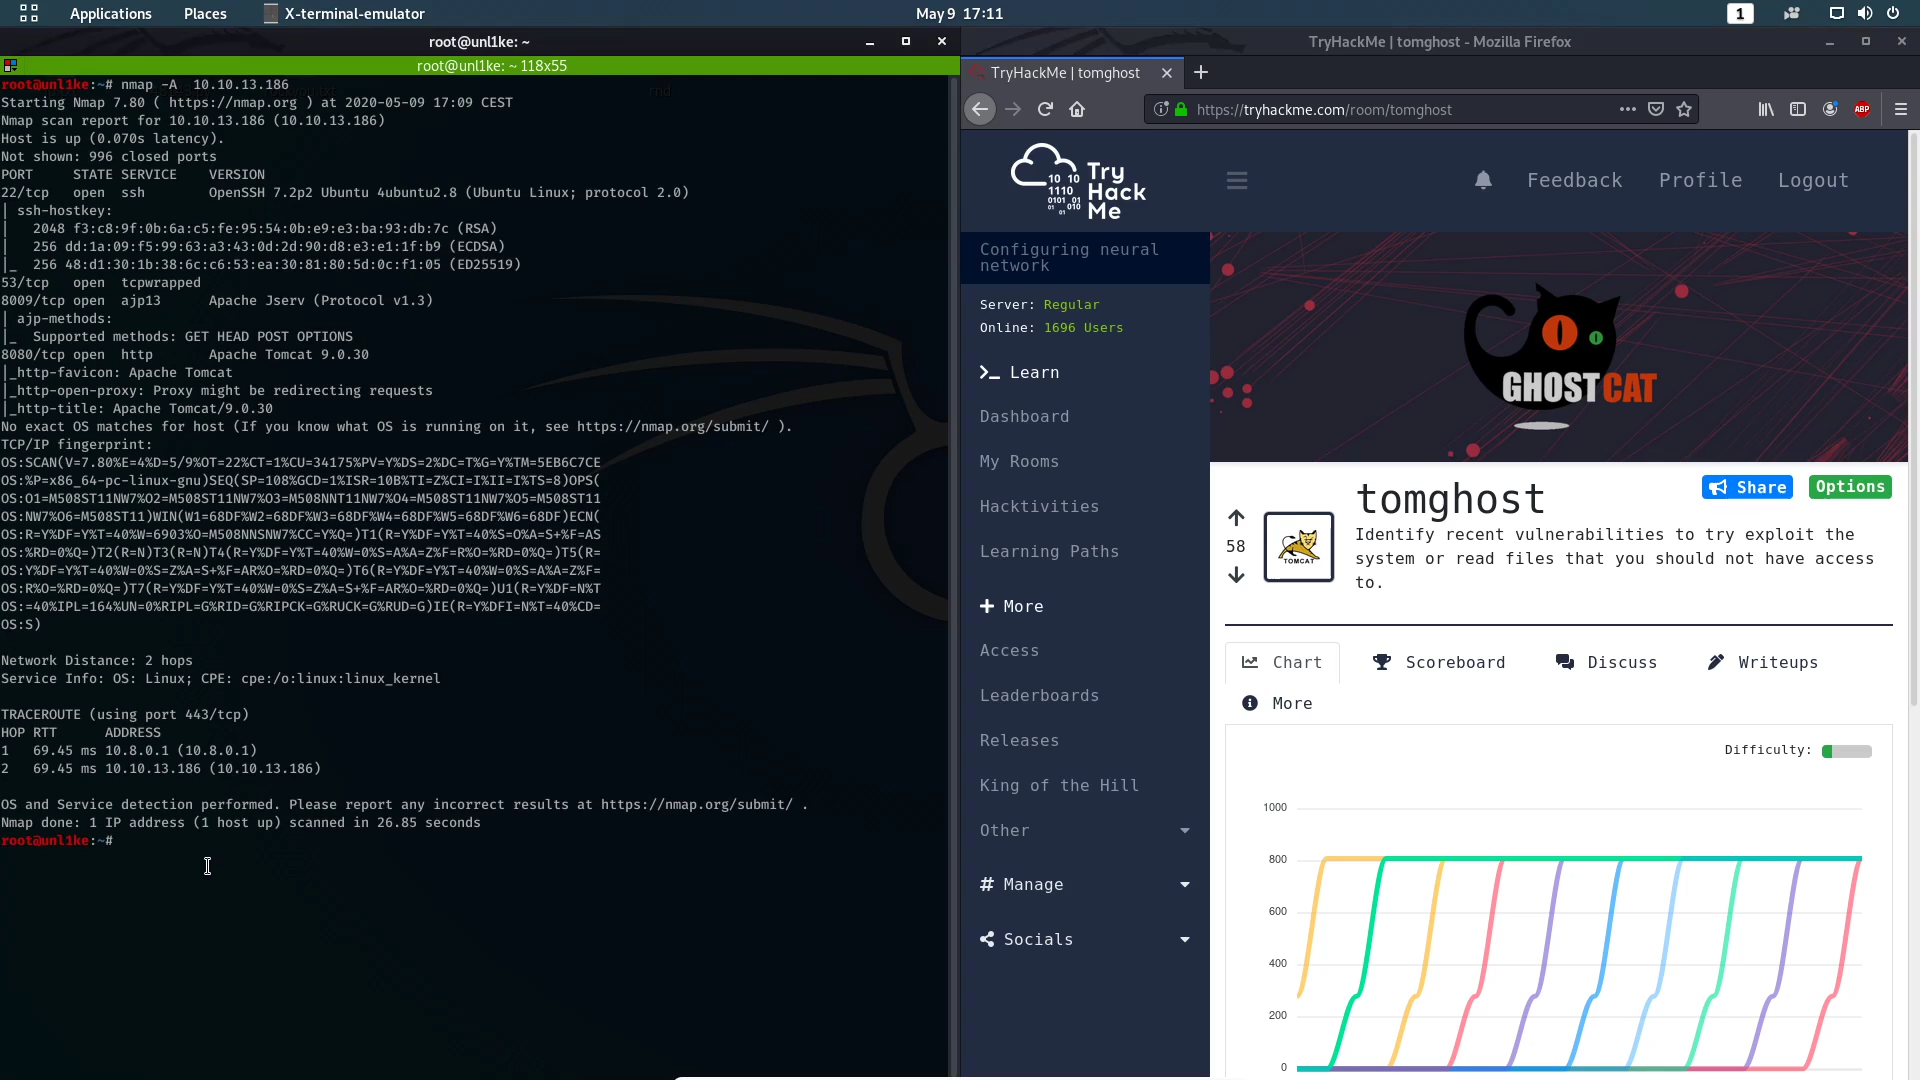 Applications Places X-terminal-emulator May 9 17:11 1
root@unl1ke: ~
root@unl1ke: ~ 118x55
root@unl1ke:~# nmap -A 10.10.13.186
Starting Nmap 7.80 ( https://nmap.org ) at 2020-05-09 17:09 CEST
Nmap scan report for 10.10.13.186 (10.10.13.186)
Host is up (0.070s latency).
Not shown: 996 closed ports
PORT     STATE SERVICE    VERSION
22/tcp   open  ssh        OpenSSH 7.2p2 Ubuntu 4ubuntu2.8 (Ubuntu Linux; protocol 2.0)
| ssh-hostkey:
|   2048 f3:c8:9f:0b:6a:c5:fe:95:54:0b:e9:e3:ba:93:db:7c (RSA)
|   256 dd:1a:09:f5:99:63:a3:43:0d:2d:90:d8:e3:e1:1f:b9 (ECDSA)
|_  256 48:d1:30:1b:38:6c:c6:53:ea:30:81:80:5d:0c:f1:05 (ED25519)
53/tcp   open  tcpwrapped
8009/tcp open  ajp13      Apache Jserv (Protocol v1.3)
| ajp-methods:
|_  Supported methods: GET HEAD POST OPTIONS
8080/tcp open  http       Apache Tomcat 9.0.30
|_http-favicon: Apache Tomcat
|_http-open-proxy: Proxy might be redirecting requests
|_http-title: Apache Tomcat/9.0.30
No exact OS matches for host (If you know what OS is running on it, see https://nmap.org/submit/ ).
TCP/IP fingerprint:
OS:SCAN(V=7.80%E=4%D=5/9%OT=22%CT=1%CU=34175%PV=Y%DS=2%DC=T%G=Y%TM=5EB6C7CE
OS:%P=x86_64-pc-linux-gnu)SEQ(SP=108%GCD=1%ISR=10B%TI=Z%CI=I%II=I%TS=8)OPS(
OS:O1=M508ST11NW7%O2=M508ST11NW7%O3=M508NNT11NW7%O4=M508ST11NW7%O5=M508ST11
OS:NW7%O6=M508ST11)WIN(W1=68DF%W2=68DF%W3=68DF%W4=68DF%W5=68DF%W6=68DF)ECN(
OS:R=Y%DF=Y%T=40%W=6903%O=M508NNSNW7%CC=Y%Q=)T1(R=Y%DF=Y%T=40%S=O%A=S+%F=AS
OS:%RD=0%Q=)T2(R=N)T3(R=N)T4(R=Y%DF=Y%T=40%W=0%S=A%A=Z%F=R%O=%RD=0%Q=)T5(R=
OS:Y%DF=Y%T=40%W=0%S=Z%A=S+%F=AR%O=%RD=0%Q=)T6(R=Y%DF=Y%T=40%W=0%S=A%A=Z%F=
OS:R%O=%RD=0%Q=)T7(R=Y%DF=Y%T=40%W=0%S=Z%A=S+%F=AR%O=%RD=0%Q=)U1(R=Y%DF=N%T
OS:=40%IPL=164%UN=0%RIPL=G%RID=G%RIPCK=G%RUCK=G%RUD=G)IE(R=Y%DFI=N%T=40%CD=
OS:S)
Network Distance: 2 hops
Service Info: OS: Linux; CPE: cpe:/o:linux:linux_kernel
TRACEROUTE (using port 443/tcp)
HOP RTT      ADDRESS
1   69.45 ms 10.8.0.1 (10.8.0.1)
2   69.45 ms 10.10.13.186 (10.10.13.186)
OS and Service detection performed. Please report any incorrect results at https://nmap.org/submit/ .
Nmap done: 1 IP address (1 host up) scanned in 26.85 seconds
root@unl1ke:~#
TryHackMe | tomghost - Mozilla Firefox
TryHackMe | tomghost
https://tryhackme.com/room/tomghost
ABP
Try
Hack
Me
10 10
1110
0101 01
01 01
Feedback Profile Logout
Configuring neural
network
Server: Regular
Online: 1696 Users
Learn
Dashboard
My Rooms
Hacktivities
Learning Paths
More
Access
Leaderboards
Releases
King of the Hill
Other
Manage
Socials
GHOSTCAT
58
TOMCAT
tomghost
Share Options
Identify recent vulnerabilities to try exploit the
system or read files that you should not have access
to.
Chart Scoreboard Discuss Writeups
More
Difficulty:
1000
800
600
400
200
0